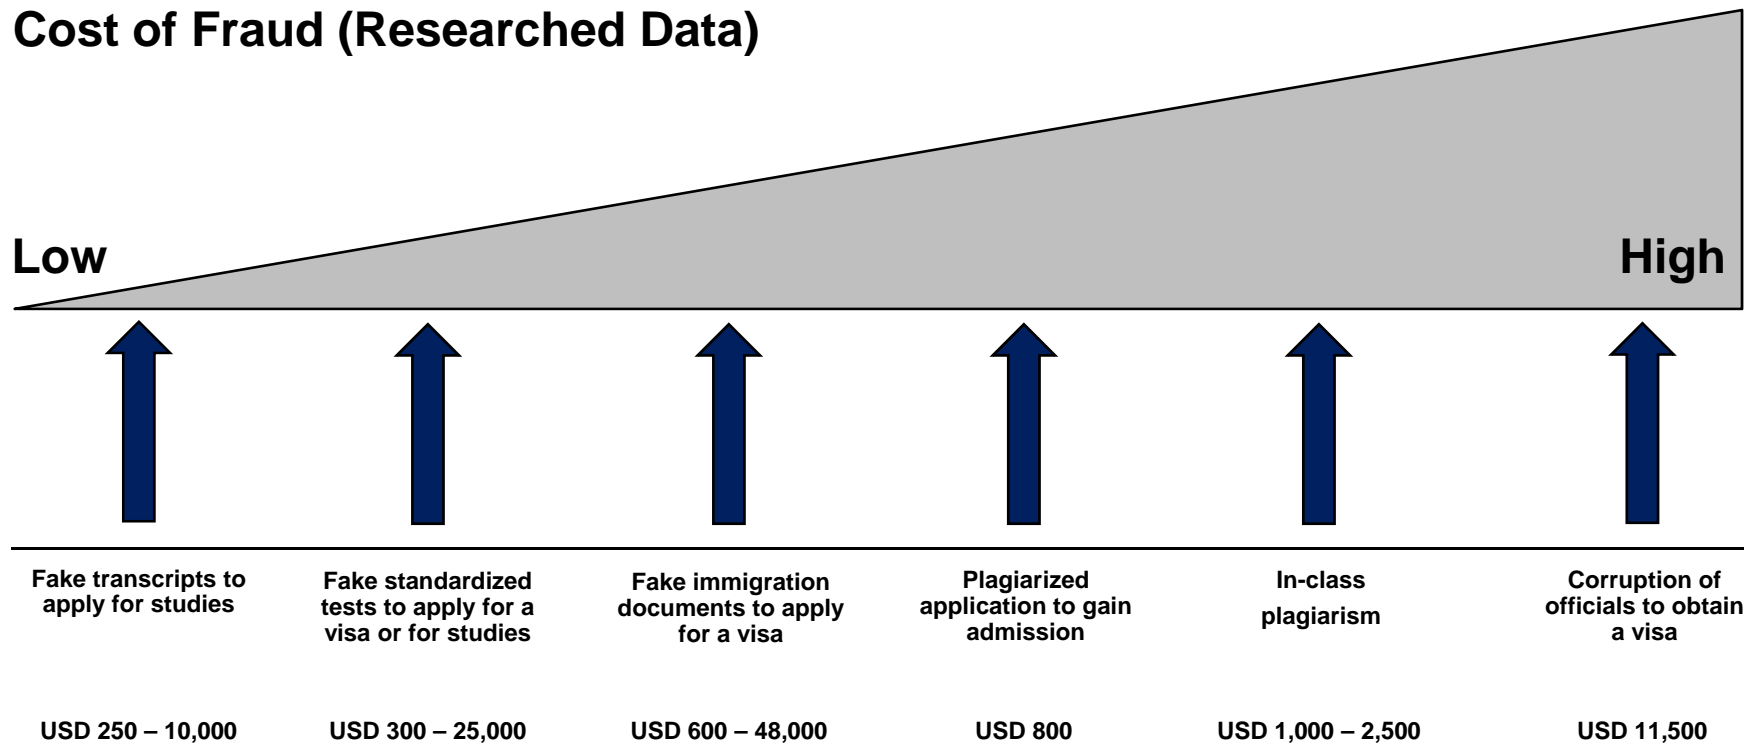 Cost of Fraud (Researched Data)
Low
High
Fake transcripts to
apply for studies
Fake standardized
tests to apply for a
visa or for studies
Fake immigration
documents to apply
for a visa
Plagiarized
application to gain
admission
In-class
plagiarism
Corruption of
officials to obtain
a visa
USD 250 – 10,000
USD 300 – 25,000
USD 600 – 48,000
USD 800
USD 1,000 – 2,500
USD 11,500